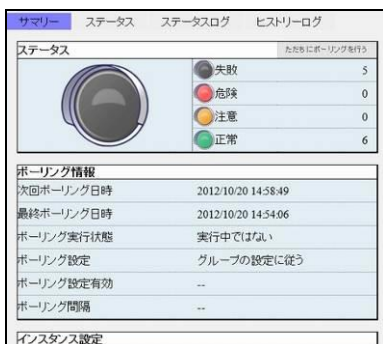 サマリー ステータス ステータスログ ヒストリーログ
ステータス ただちにポーリングを行う
失敗 5
危険 0
注意 0
正常 6
ポーリング情報
次回ポーリング日時 2012/10/20 14:58:49
最終ポーリング日時 2012/10/20 14:54:06
ポーリング実行状態 実行中ではない
ポーリング設定 グループの設定に従う
ポーリング設定有効 --
ポーリング間隔 --
インスタンス設定